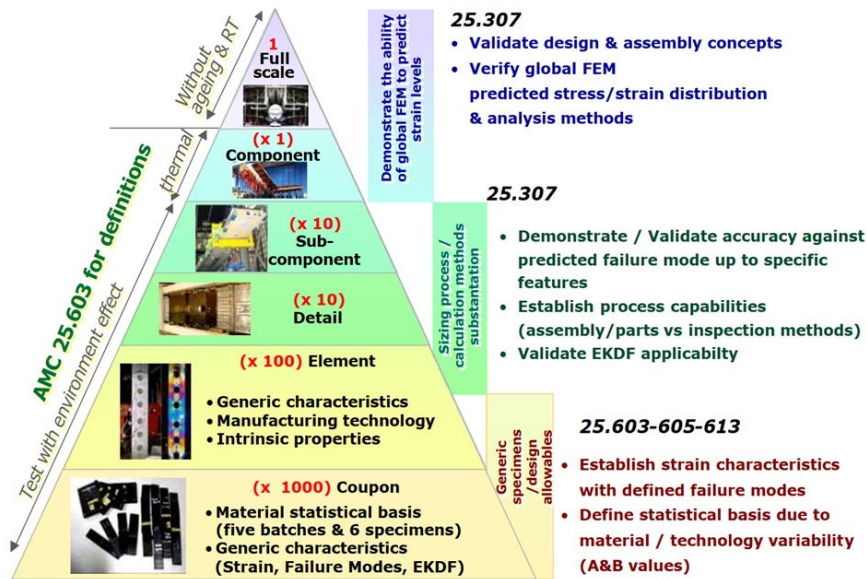 1
Full
scale
(x 1)
Component
(x 10)
Sub-
component
(x 10)
Detail
(x 100) Element
•Generic characteristics
•Manufacturing technology
•Intrinsic properties
(x 1000) Coupon
•Material statistical basis
(five batches & 6 specimens)
•Generic characteristics
(Strain, Failure Modes, EKDF)
Without
ageing & RT
thermal
Test with environment effect
AMC 25.603 for definitions
Demonstrate the ability
of global FEM to predict
strain levels
25.307
• Validate design & assembly concepts
• Verify global FEM
predicted stress/strain distribution
& analysis methods
Sizing process /
calculation methods
substantation
25.307
• Demonstrate / Validate accuracy against
predicted failure mode up to specific
features
• Establish process capabilities
(assembly/parts vs inspection methods)
• Validate EKDF applicabilty
Generic
specimens
/design
allowables
25.603-605-613
• Establish strain characteristics
with defined failure modes
• Define statistical basis due to
material / technology variability
(A&B values)